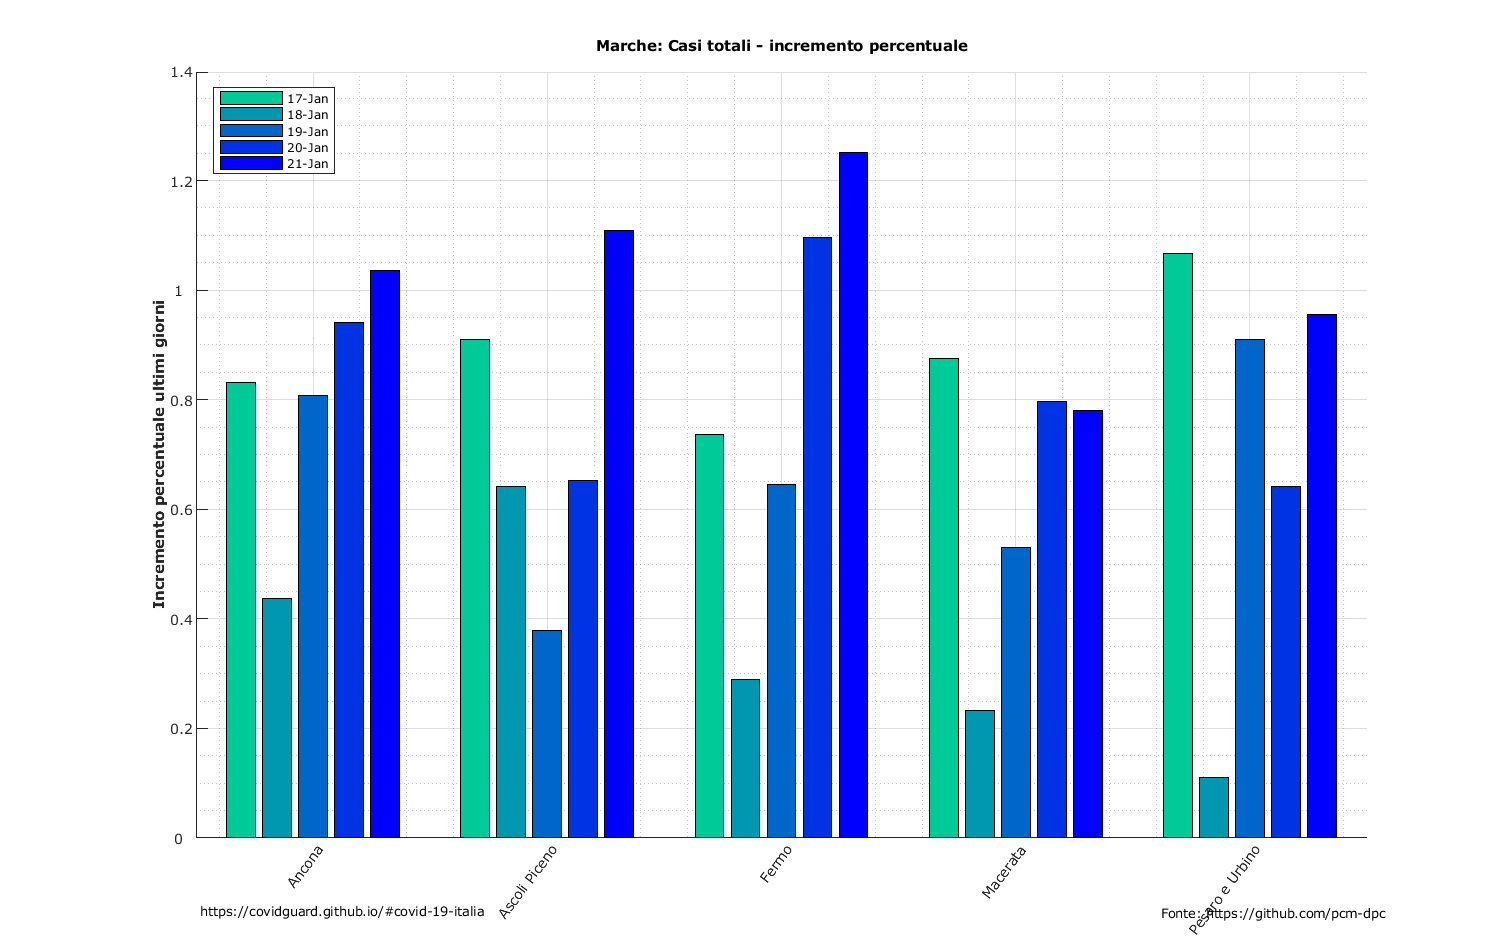 Marche: Casi totali - incremento percentuale
1.4
1.2
1
0.8
0.6
0.4
0.2
0
Incremento percentuale ultimi giorni
17-Jan
18-Jan
19-Jan
20-Jan
21-Jan
Ancona
Ascoli Piceno
Fermo
Macerata
Pesaro e Urbino
https://covidguard.github.io/#covid-19-italia
Fonte: https://github.com/pcm-dpc